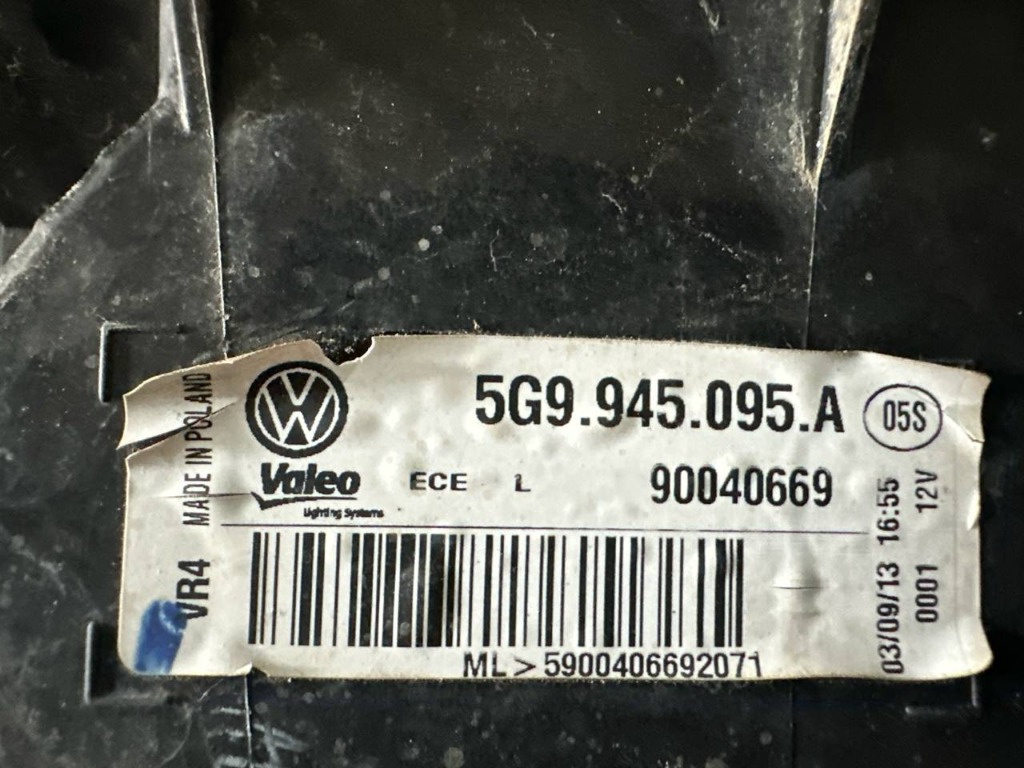 MADE IN POLAND
VR4
5G9.945.095.A
05S
Valeo
Lighting Systems
ECE L
90040669
ML>5900406692071
03/09/13 16:55
0001 12V